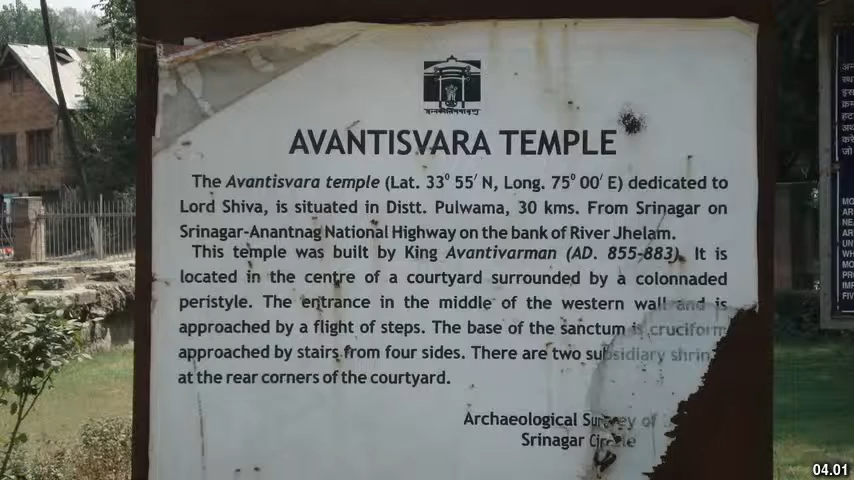 AVANTISVARA TEMPLE
The Avantisvara temple (Lat. 33⁰ 55′ N, Long. 75⁰ 00′ E) dedicated to
Lord Shiva, is situated in Distt. Pulwama, 30 kms. From Srinagar on
Srinagar-Anantnag National Highway on the bank of River Jhelam.
This temple was built by King Avantivarman (AD. 855-883). It is
located in the centre of a courtyard surrounded by a colonnaded
peristyle. The entrance in the middle of the western wall and is
approached by a flight of steps. The base of the sanctum is cruciform
approached by stairs from four sides. There are two subsidiary shrin
at the rear corners of the courtyard.
Archaeological Survey of
Srinagar Circle
04.01